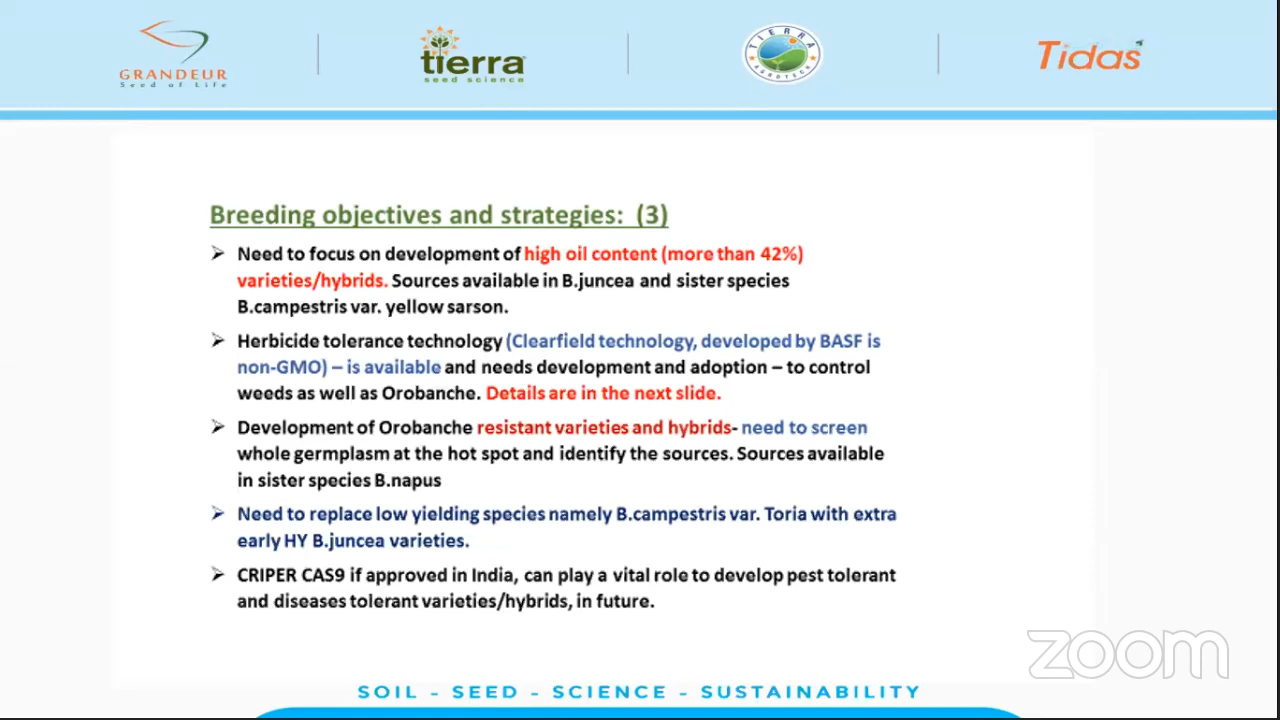 GRANDEUR
Seed of Life
tierra
seed science
TIERRA
AGROTECH
Tidas
Breeding objectives and strategies: (3)
➢ Need to focus on development of high oil content (more than 42%)
varieties/hybrids. Sources available in B.juncea and sister species
B.campestris var. yellow sarson.
➢ Herbicide tolerance technology (Clearfield technology, developed by BASF is
non-GMO) – is available and needs development and adoption – to control
weeds as well as Orobanche. Details are in the next slide.
➢ Development of Orobanche resistant varieties and hybrids- need to screen
whole germplasm at the hot spot and identify the sources. Sources available
in sister species B.napus
➢ Need to replace low yielding species namely B.campestris var. Toria with extra
early HY B.juncea varieties.
➢ CRIPER CAS9 if approved in India, can play a vital role to develop pest tolerant
and diseases tolerant varieties/hybrids, in future.
zoom
SOIL - SEED - SCIENCE - SUSTAINABILITY